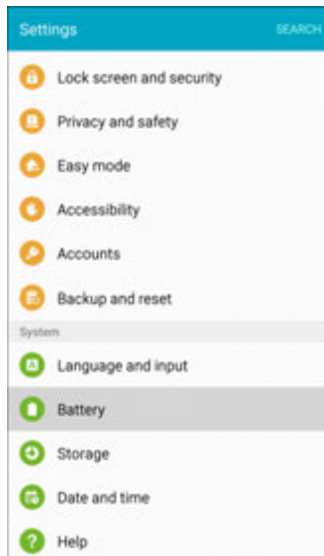 Settings SEARCH
Lock screen and security
Privacy and safety
Easy mode
Accessibility
Accounts
Backup and reset
System
Language and input
Battery
Storage
Date and time
Help